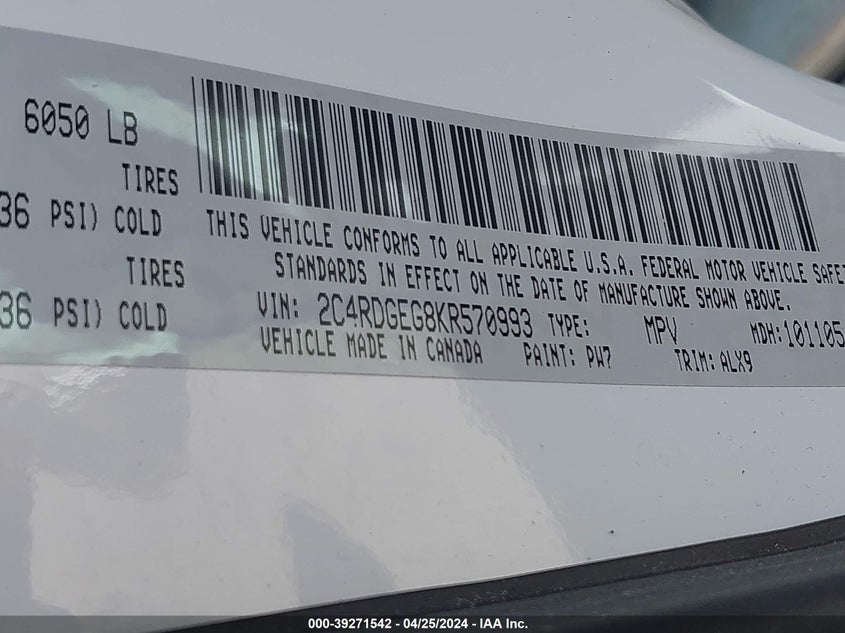 6050 LB
TIRES
36 PSI) COLD
TIRES
36 PSI) COLD
THIS VEHICLE CONFORMS TO ALL APPLICABLE U.S.A. FEDERAL MOTOR VEHICLE SAFET
STANDARDS IN EFFECT ON THE DATE OF MANUFACTURE SHOWN ABOVE.
VIN: 2C4RDGEG8KR570993 TYPE: MPV MDH: 101105
VEHICLE MADE IN CANADA PAINT: PW7 TRIM: ALX9
000-39271542 - 04/25/2024 - IAA Inc.